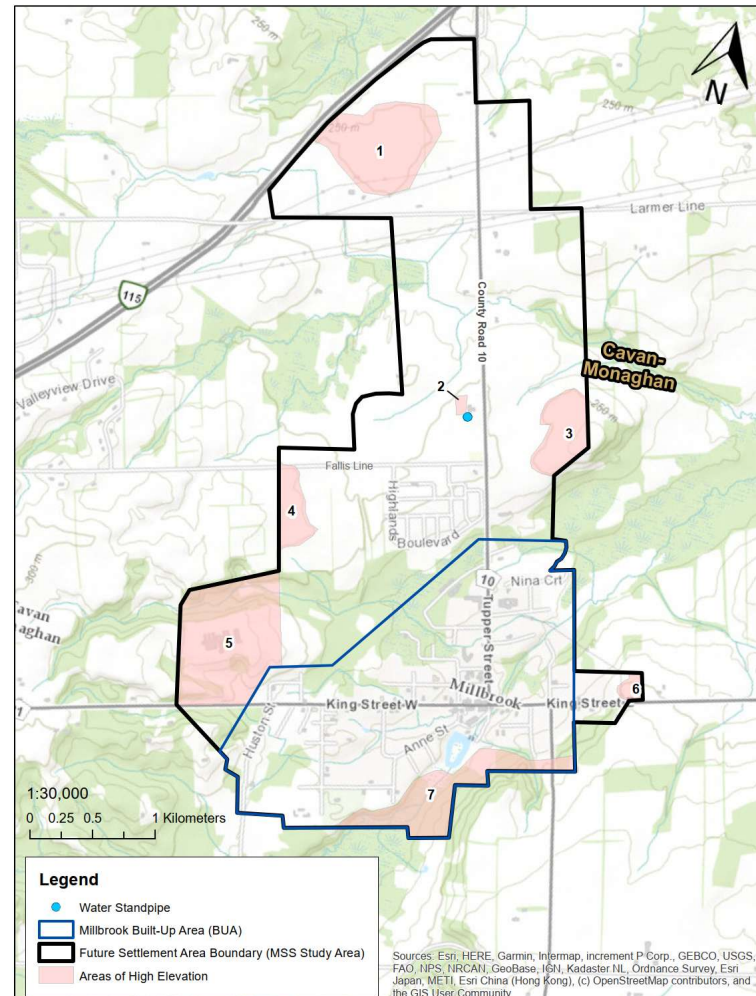 250 m
N
1
250 m
250 m
Larmer Line
115
County Road 10
Cavan-
Monaghan
Valleyview Drive
2
250 m
3
Fallis Line
4
Highlands
Boulevard
300 m
10
Nina Crt
Tupper Street
5
6
Millbrook
King Street W
King Street
Huston St
Anne St
7
1:30,000
0 0.25 0.5 1 Kilometers
Legend
Water Standpipe
Millbrook Built-Up Area (BUA)
Future Settlement Area Boundary (MSS Study Area)
Areas of High Elevation
Sources: Esri, HERE, Garmin, Intermap, increment P Corp., GEBCO, USGS,
FAO, NPS, NRCAN, GeoBase, IGN, Kadaster NL, Ordnance Survey, Esri
Japan, METI, Esri China (Hong Kong), (c) OpenStreetMap contributors, and
the GIS User Community